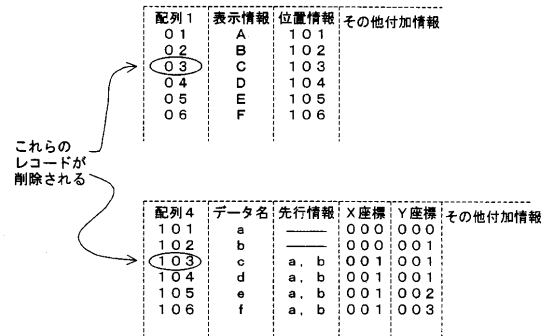 配列1 表示情報 位置情報 その他付加情報
01 A 101
02 B 102
03 C 103
04 D 104
05 E 105
06 F 106
これらの
レコードが
削除される
配列4 データ名 先行情報 X座標 Y座標 その他付加情報
101 a ―― 000 000
102 b ―― 000 001
103 c a，b 001 001
104 d a，b 001 001
105 e a，b 001 002
106 f a，b 001 003